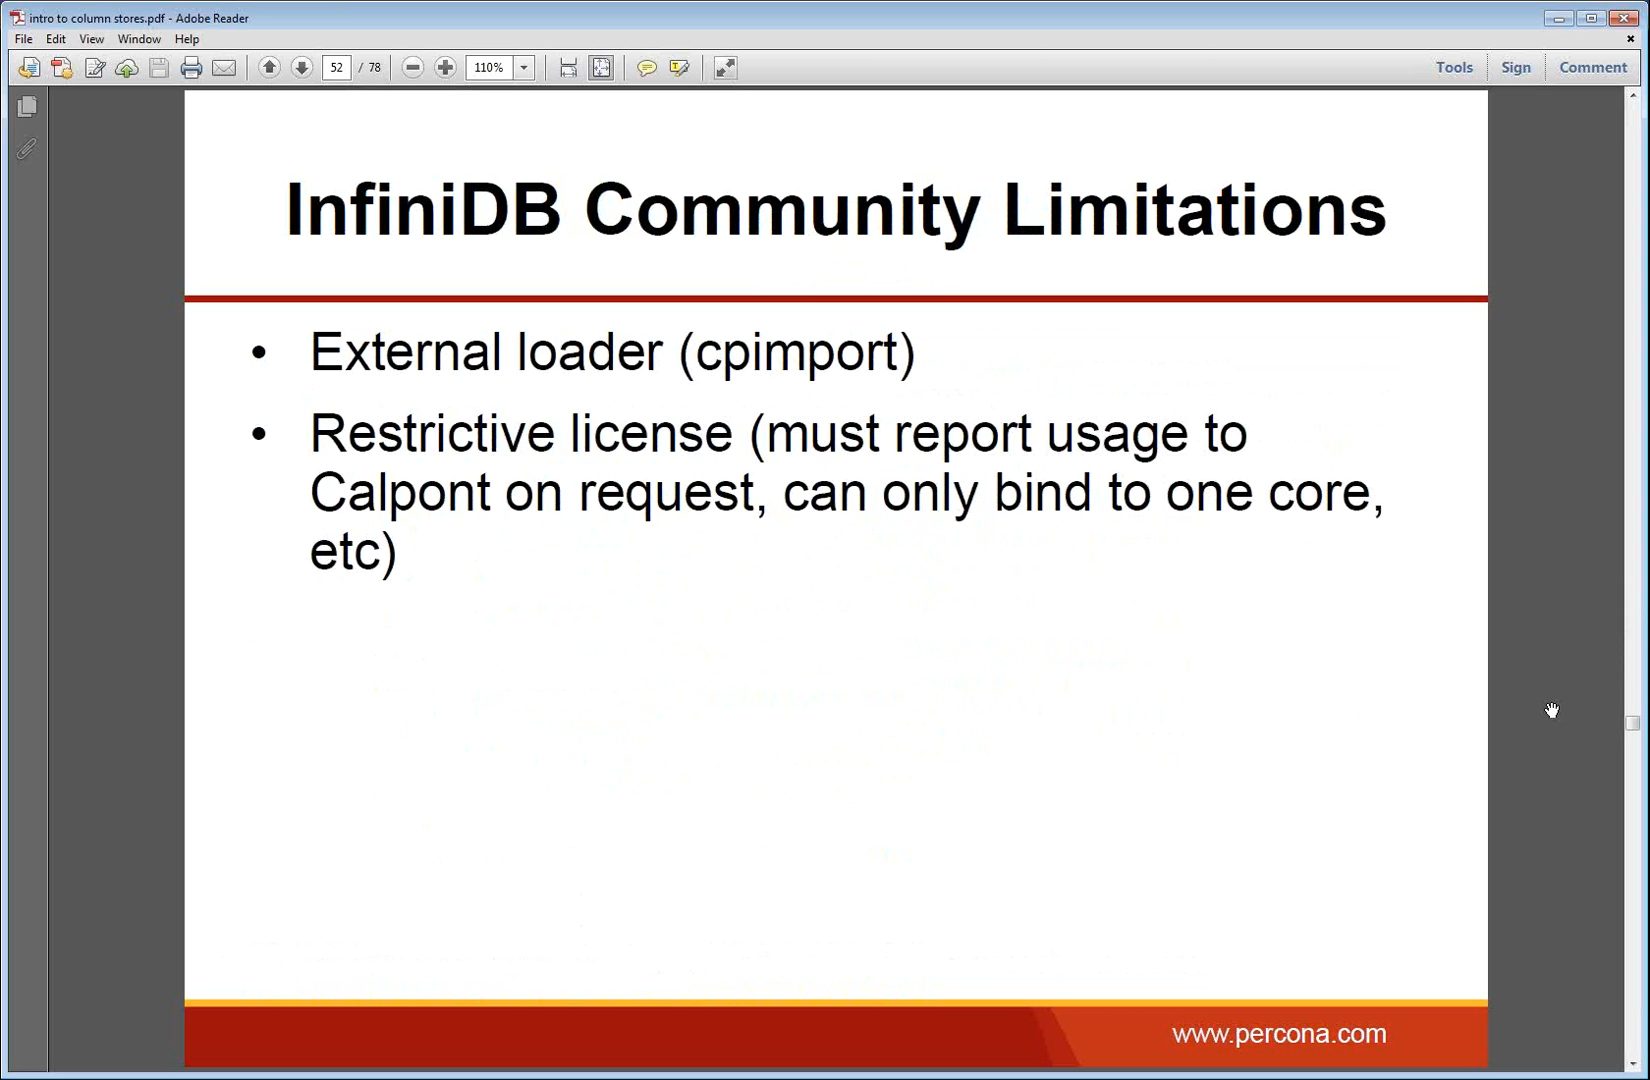 intro to column stores.pdf - Adobe Reader
File Edit View Window Help
52 / 78 110% Tools Sign Comment
InfiniDB Community Limitations
• External loader (cpimport)
• Restrictive license (must report usage to
Calpont on request, can only bind to one core,
etc)
www.percona.com